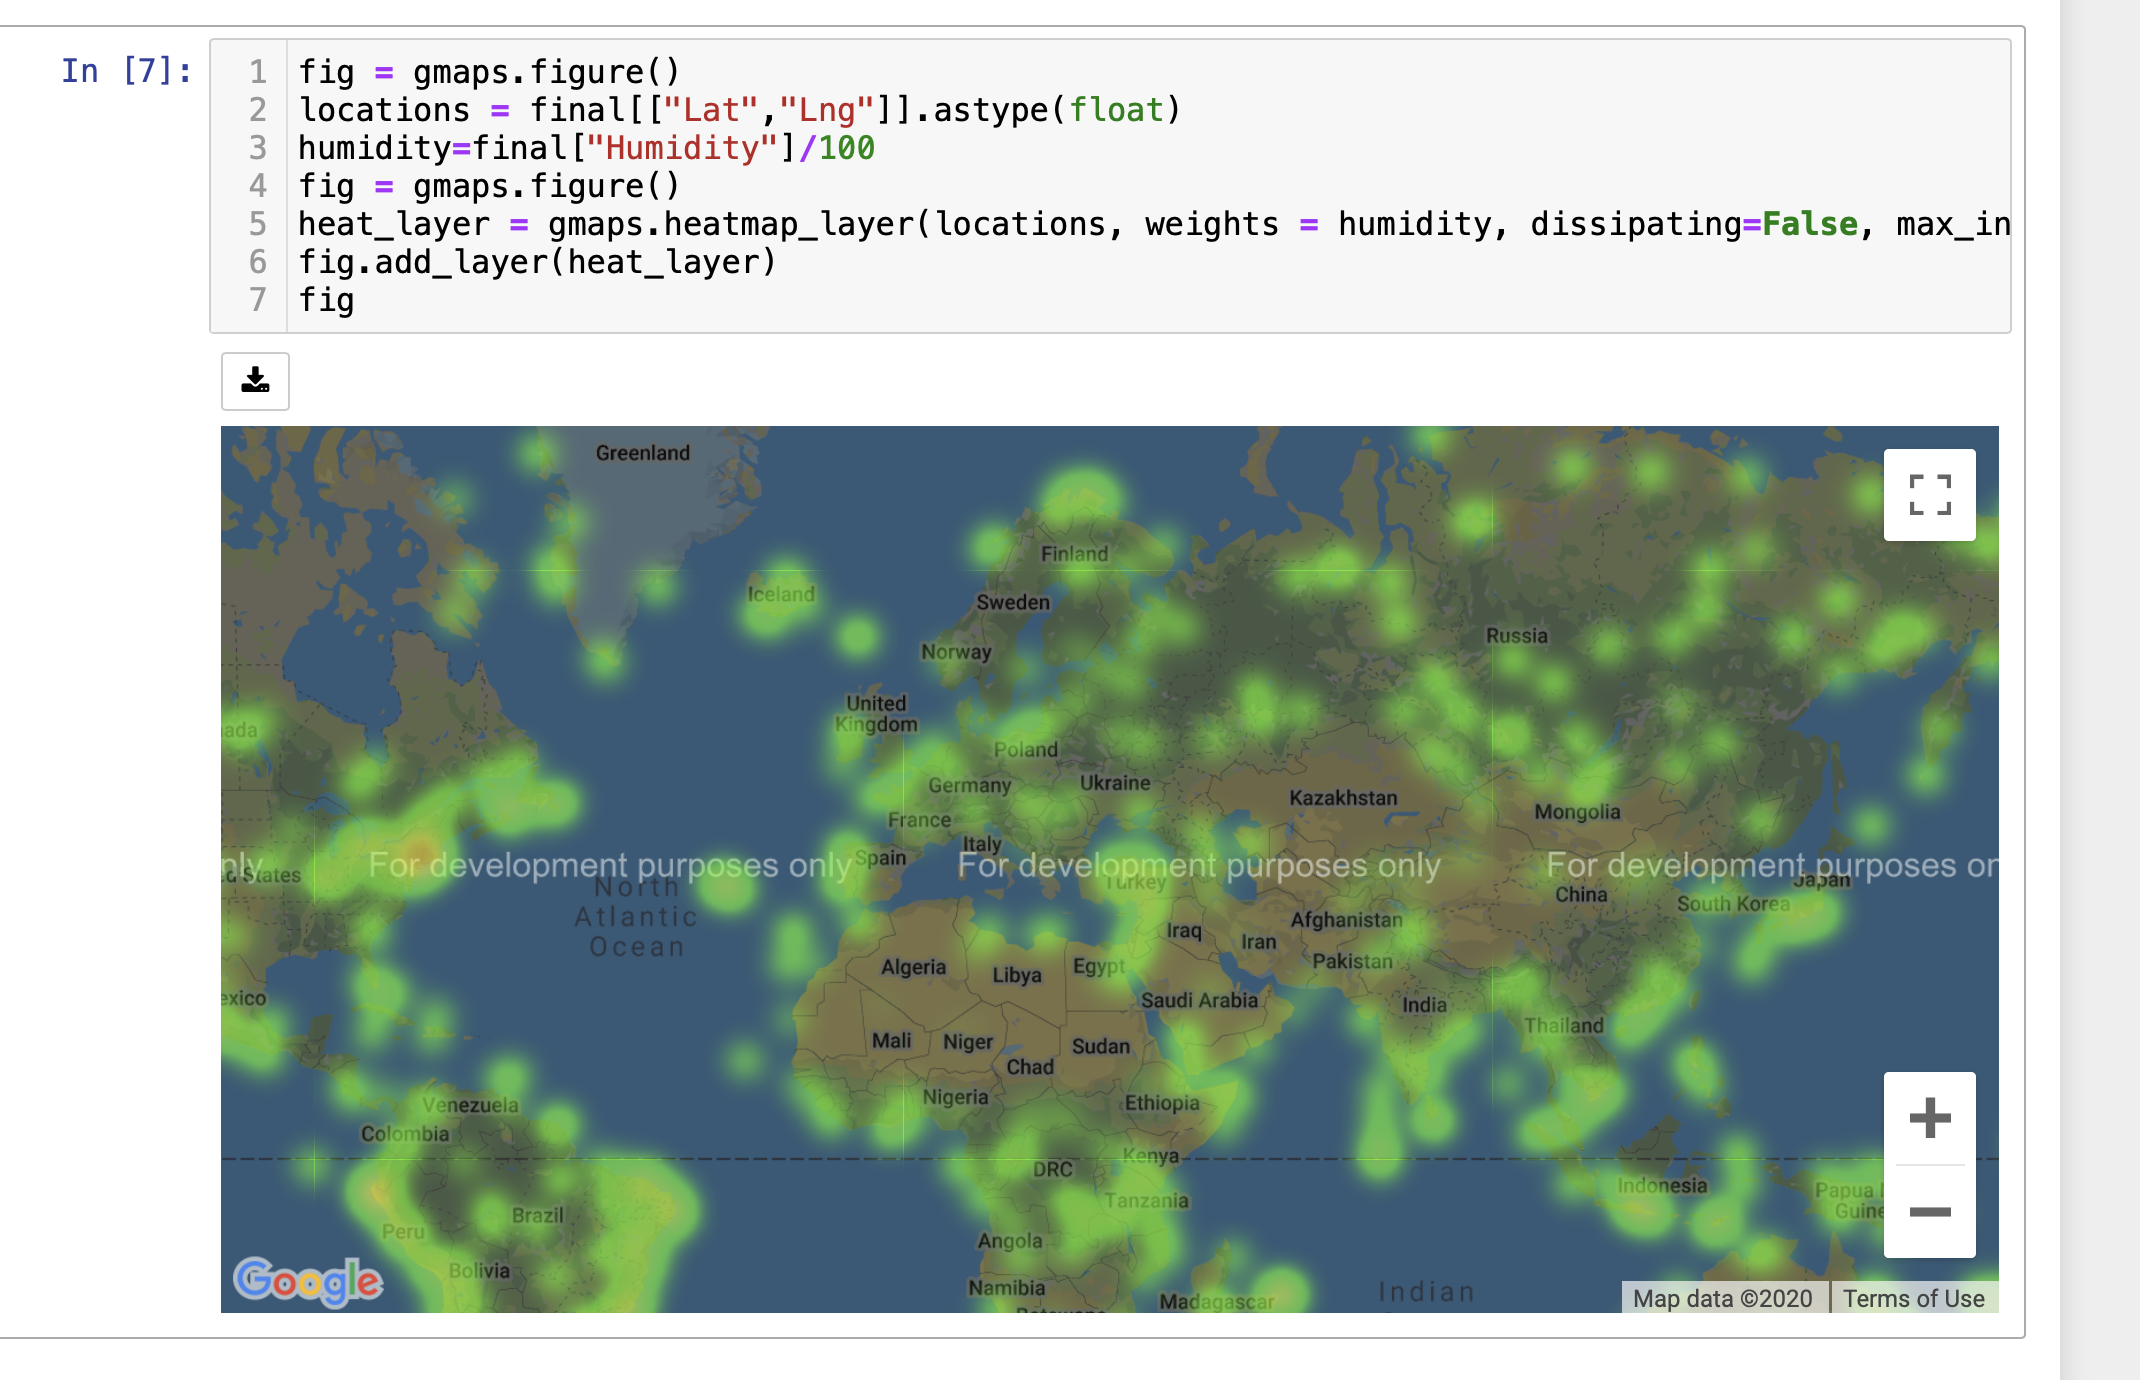 In [7]:
1 fig = gmaps.figure()
2 locations = final[["Lat","Lng"]].astype(float)
3 humidity=final["Humidity"]/100
4 fig = gmaps.figure()
5 heat_layer = gmaps.heatmap_layer(locations, weights = humidity, dissipating=False, max_in
6 fig.add_layer(heat_layer)
7 fig
Greenland
Finland
Iceland
Sweden
Russia
Norway
United
Kingdom
ada
Poland
Germany
Ukraine
Kazakhstan
Mongolia
France
Italy
Spain
nly
For development purposes only
For development purposes only
For development purposes on
d States
Turkey
Japan
North
Atlantic
Ocean
China
South Korea
Afghanistan
Iraq
Iran
Pakistan
Algeria
Libya
Egypt
exico
Saudi Arabia
India
Thailand
Mali
Niger
Sudan
Chad
Nigeria
Ethiopia
Venezuela
Colombia
Kenya
DRC
Indonesia
Papua
Guine
Tanzania
Brazil
Peru
Angola
Bolivia
Namibia
Madagascar
Botswana
Indian
Google
Map data ©2020
Terms of Use